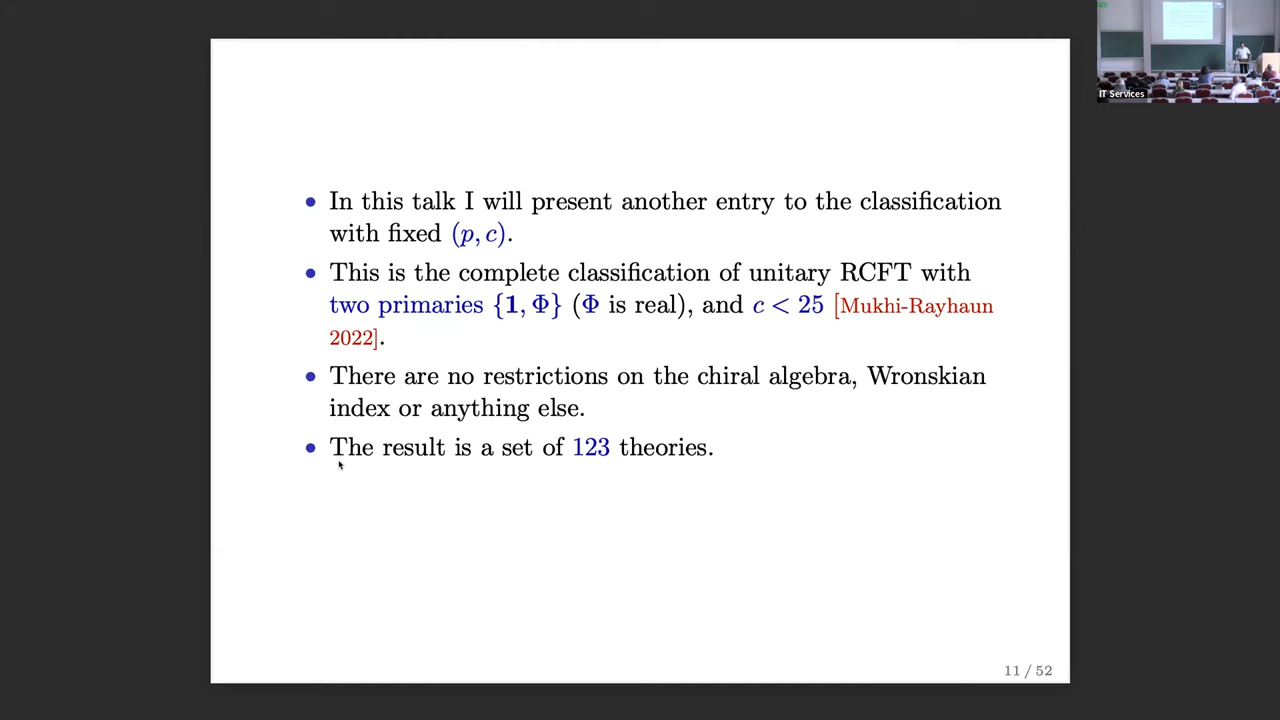 In this talk I will present another entry to the classification
with fixed (p, c).
This is the complete classification of unitary RCFT with
two primaries {1, Φ} (Φ is real), and c < 25 [Mukhi-Rayhaun
2022].
There are no restrictions on the chiral algebra, Wronskian
index or anything else.
The result is a set of 123 theories.
11 / 52
IT Services